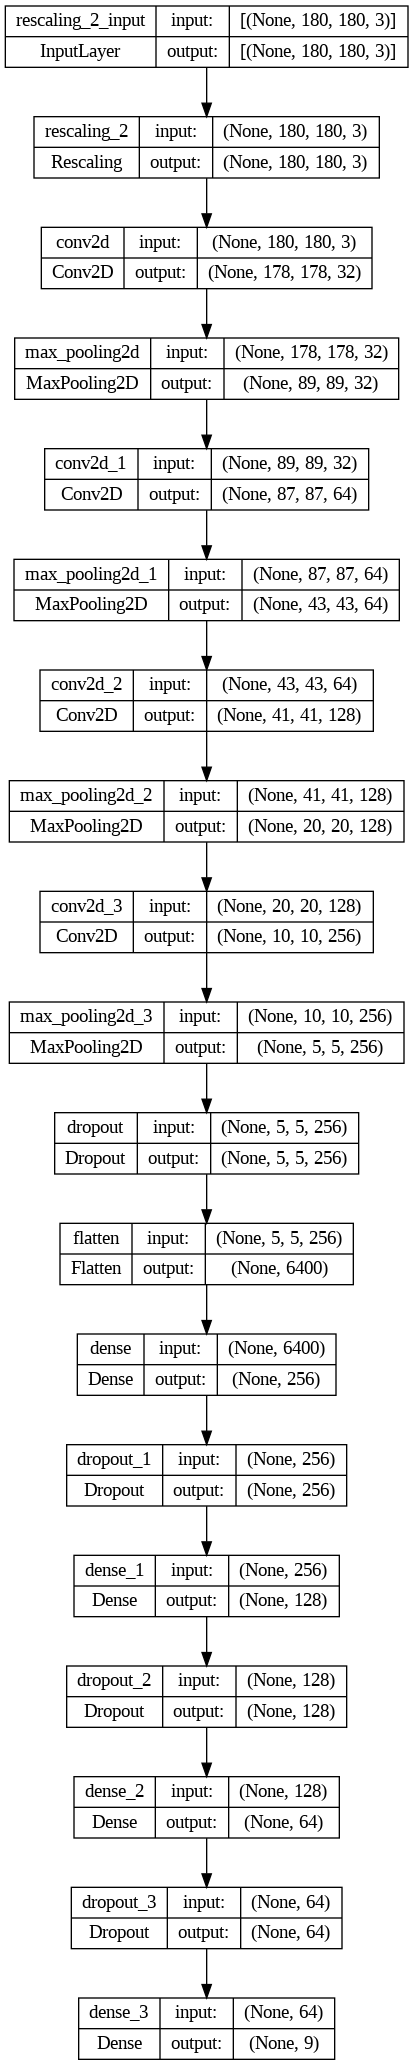 rescaling_2_input input: [(None, 180, 180, 3)]
InputLayer output: [(None, 180, 180, 3)]
rescaling_2 input: (None, 180, 180, 3)
Rescaling output: (None, 180, 180, 3)
conv2d input: (None, 180, 180, 3)
Conv2D output: (None, 178, 178, 32)
max_pooling2d input: (None, 178, 178, 32)
MaxPooling2D output: (None, 89, 89, 32)
conv2d_1 input: (None, 89, 89, 32)
Conv2D output: (None, 87, 87, 64)
max_pooling2d_1 input: (None, 87, 87, 64)
MaxPooling2D output: (None, 43, 43, 64)
conv2d_2 input: (None, 43, 43, 64)
Conv2D output: (None, 41, 41, 128)
max_pooling2d_2 input: (None, 41, 41, 128)
MaxPooling2D output: (None, 20, 20, 128)
conv2d_3 input: (None, 20, 20, 128)
Conv2D output: (None, 10, 10, 256)
max_pooling2d_3 input: (None, 10, 10, 256)
MaxPooling2D output: (None, 5, 5, 256)
dropout input: (None, 5, 5, 256)
Dropout output: (None, 5, 5, 256)
flatten input: (None, 5, 5, 256)
Flatten output: (None, 6400)
dense input: (None, 6400)
Dense output: (None, 256)
dropout_1 input: (None, 256)
Dropout output: (None, 256)
dense_1 input: (None, 256)
Dense output: (None, 128)
dropout_2 input: (None, 128)
Dropout output: (None, 128)
dense_2 input: (None, 128)
Dense output: (None, 64)
dropout_3 input: (None, 64)
Dropout output: (None, 64)
dense_3 input: (None, 64)
Dense output: (None, 9)